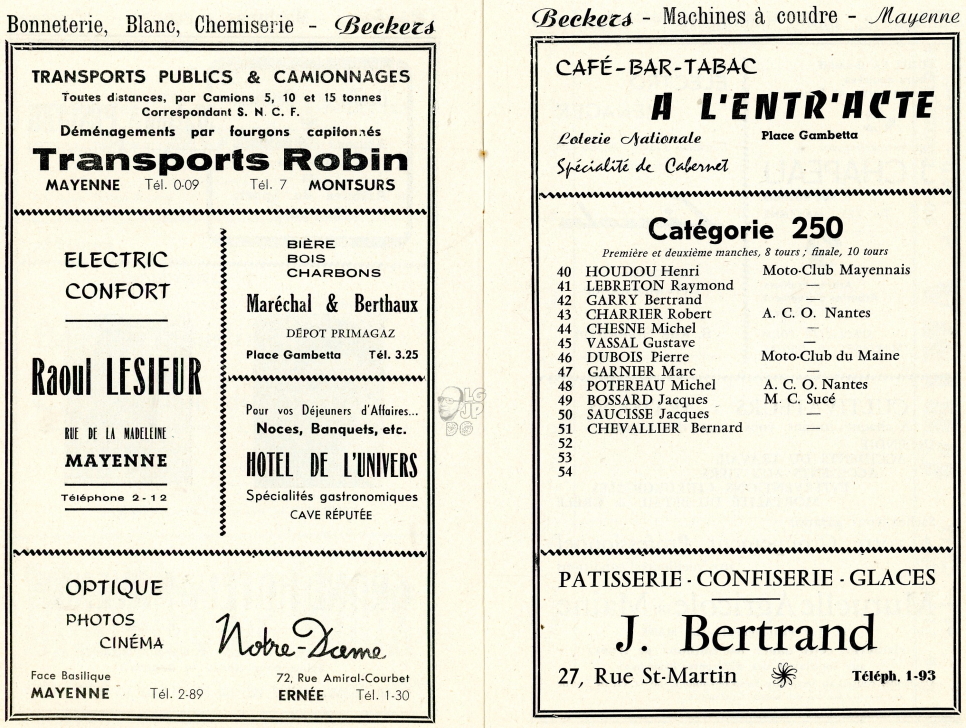 Bonneterie, Blanc, Chemiserie - Beckers
TRANSPORTS PUBLICS & CAMIONNAGES
Toutes distances, par Camions 5, 10 et 15 tonnes
Correspondant S. N. C. F.
Déménagements par fourgons capitonnés
Transports Robin
MAYENNE Tél. 0-09 Tél. 7 MONTSURS
ELECTRIC
CONFORT
Raoul LESIEUR
RUE DE LA MADELEINE
MAYENNE
Téléphone 2-12
BIÈRE
BOIS
CHARBONS
Maréchal & Berthaux
DÉPOT PRIMAGAZ
Place Gambetta Tél. 3.25
Pour vos Déjeuners d'Affaires...
Noces, Banquets, etc.
HOTEL DE L'UNIVERS
Spécialités gastronomiques
CAVE RÉPUTÉE
OPTIQUE
PHOTOS
CINÉMA
Notre-Dame
Face Basilique
MAYENNE Tél. 2-89
72, Rue Amiral-Courbet
ERNÉE Tél. 1-30
LG
JP
DG
Beckers - Machines à coudre - Mayenne
CAFÉ-BAR-TABAC
A L'ENTR'ACTE
Loterie Nationale Place Gambetta
Spécialité de Cabernet
Catégorie 250
Première et deuxième manches, 8 tours ; finale, 10 tours
40 HOUDOU Henri Moto-Club Mayennais
41 LEBRETON Raymond —
42 GARRY Bertrand —
43 CHARRIER Robert A. C. O. Nantes
44 CHESNE Michel —
45 VASSAL Gustave —
46 DUBOIS Pierre Moto-Club du Maine
47 GARNIER Marc —
48 POTEREAU Michel A. C. O. Nantes
49 BOSSARD Jacques M. C. Sucé
50 SAUCISSE Jacques —
51 CHEVALLIER Bernard —
52
53
54
PATISSERIE - CONFISERIE - GLACES
J. Bertrand
27, Rue St-Martin Téléph. 1-93